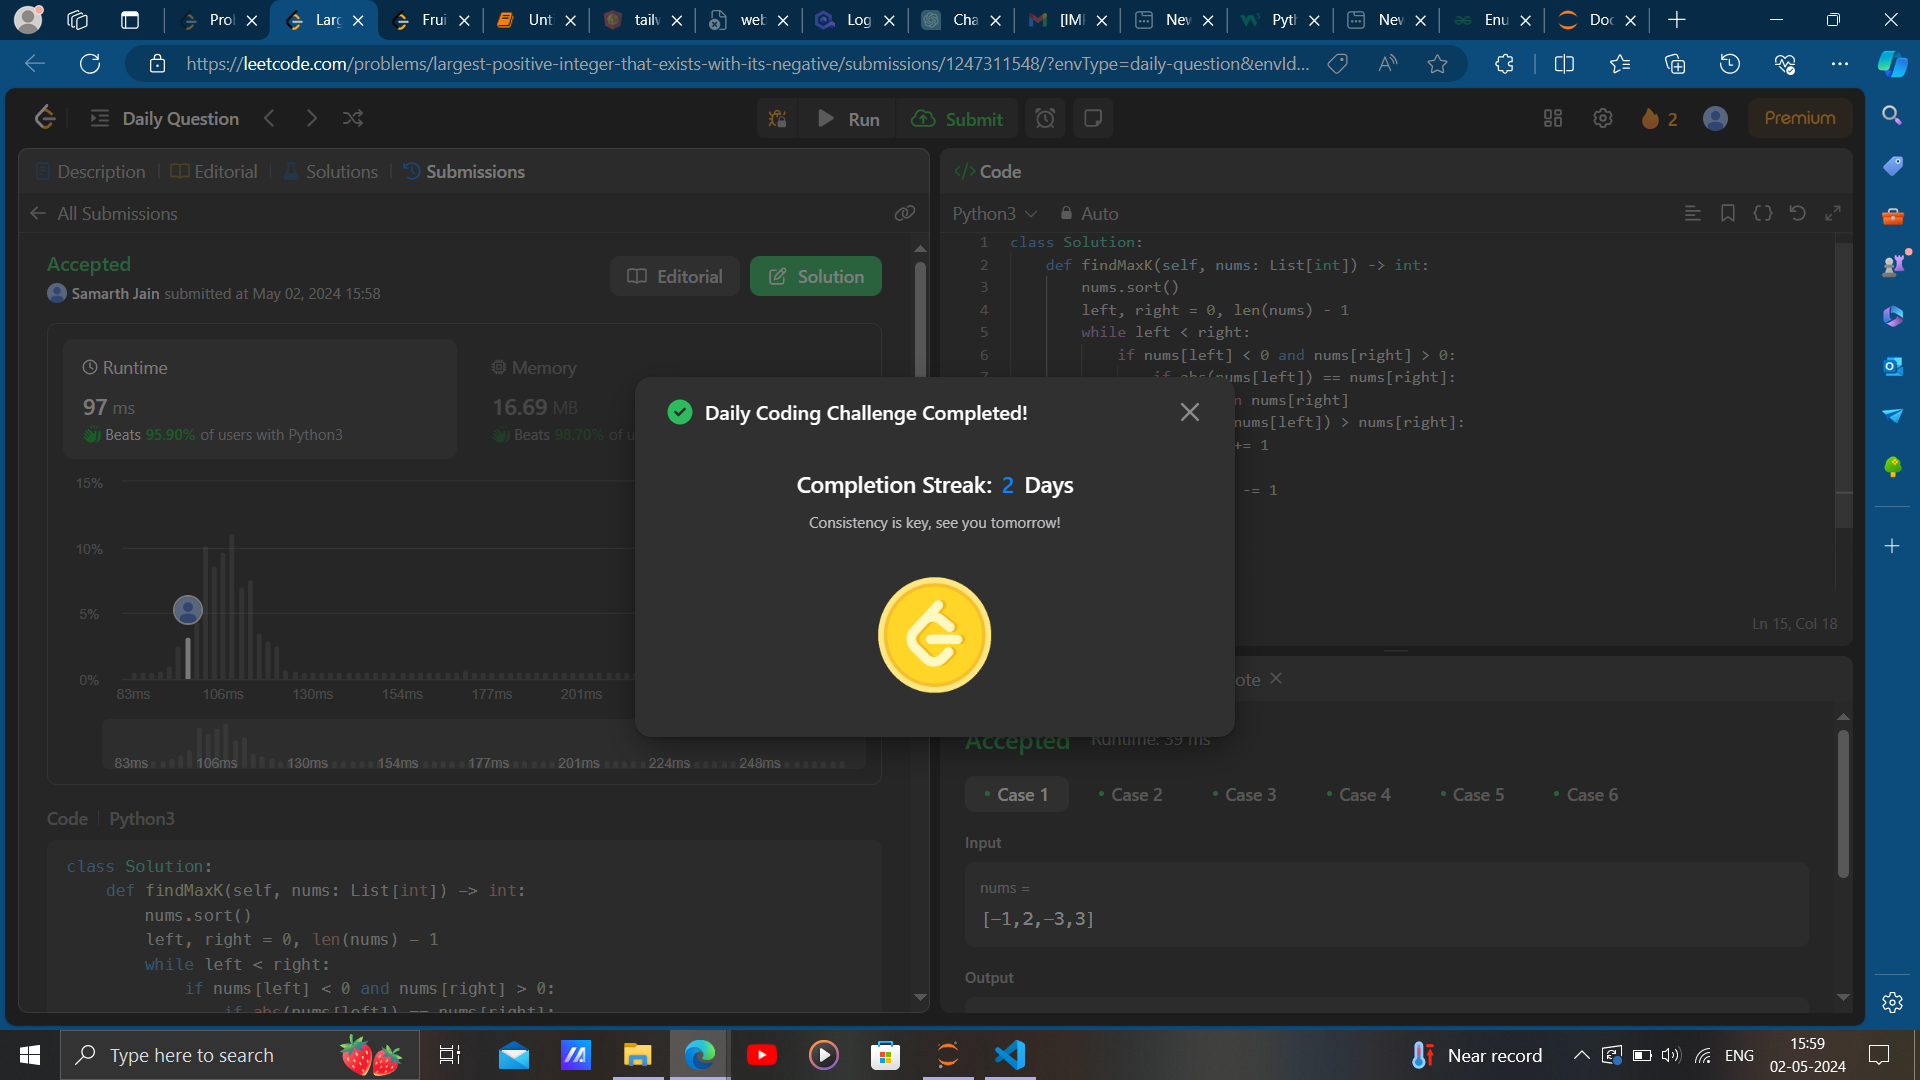 Prol
Larg
Frui
Unti
tailv
web
Log
Cha
[IMI
New
Pyth
New
Enu
Doc
https://leetcode.com/problems/largest-positive-integer-that-exists-with-its-negative/submissions/1247311548/?envType=daily-question&envId...
Daily Question
Run
Submit
2
Premium
Description
Editorial
Solutions
Submissions
All Submissions
Accepted
Samarth Jain submitted at May 02, 2024 15:58
Editorial
Solution
Runtime
97 ms
Beats 95.90% of users with Python3
Memory
16.69 MB
Beats 98.70% of u
15%
10%
5%
0%
83ms 106ms 130ms 154ms 177ms 201ms
83ms 106ms 130ms 154ms 177ms 201ms 224ms 248ms
Code
Python3
class Solution:
def findMaxK(self, nums: List[int]) -> int:
nums.sort()
left, right = 0, len(nums) - 1
while left < right:
if nums[left] < 0 and nums[right] > 0:
if abs(nums[left]) == nums[right]:
Code
Python3
Auto
1 class Solution:
2 def findMaxK(self, nums: List[int]) -> int:
3 nums.sort()
4 left, right = 0, len(nums) - 1
5 while left < right:
6 if nums[left] < 0 and nums[right] > 0:
7 if abs(nums[left]) == nums[right]:
n nums[right]
nums[left]) > nums[right]:
+= 1
-= 1
Ln 15, Col 18
Daily Coding Challenge Completed!
Completion Streak: 2 Days
Consistency is key, see you tomorrow!
ote
Accepted
Runtime: 39 ms
Case 1
Case 2
Case 3
Case 4
Case 5
Case 6
Input
nums =
[-1,2,-3,3]
Output
Type here to search
Near record
ENG
15:59
02-05-2024